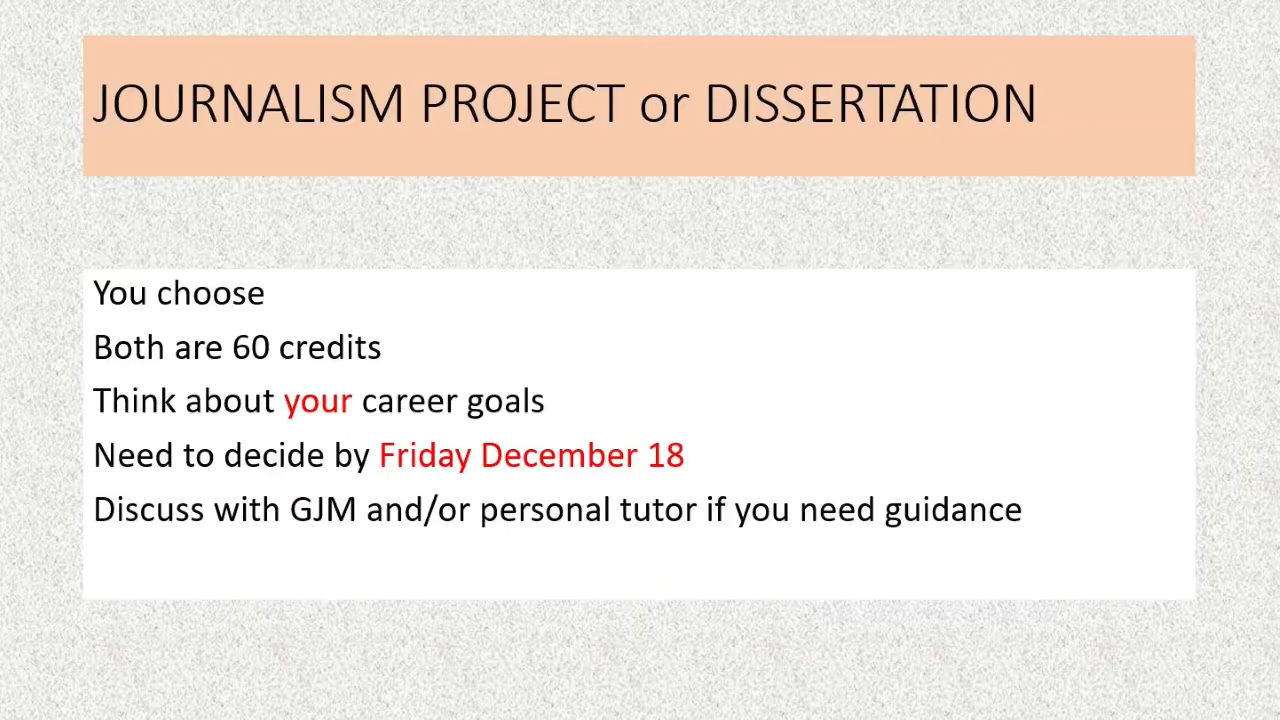 JOURNALISM PROJECT or DISSERTATION
You choose
Both are 60 credits
Think about your career goals
Need to decide by Friday December 18
Discuss with GJM and/or personal tutor if you need guidance